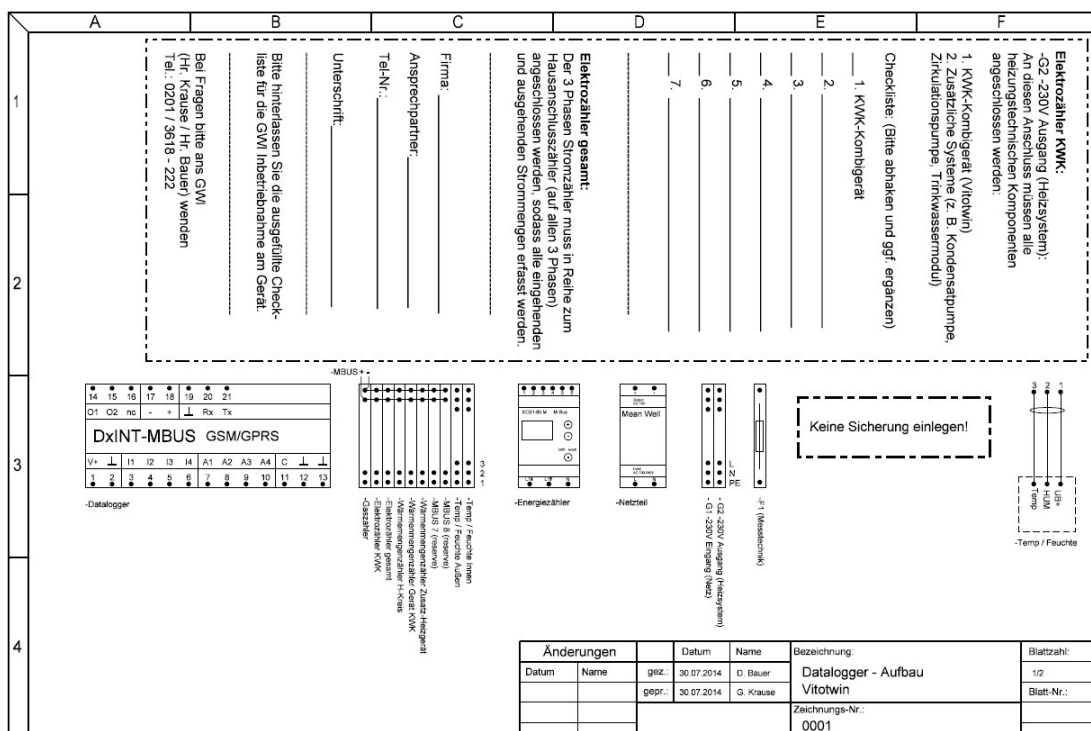 A B C D E F
1
2
3
4
Elektrozähler KWK:
-G2 -230V Ausgang (Heizsystem):
An diesen Anschluss müssen alle
heizungstechnischen Komponenten
angeschlossen werden:
1. KWK-Kombigerät (Vitotwin)
2. Zusätzliche Systeme (z. B. Kondensatpumpe,
Zirkulationspumpe, Trinkwassermodul)
Checkliste: (Bitte abhaken und ggf. ergänzen)
1. KWK-Kombigerät
2.
3.
4.
5.
6.
7.
Elektrozähler gesamt:
Der 3 Phasen Stromzähler muss in Reihe zum
Hausanschlusszähler (auf allen 3 Phasen)
angeschlossen werden, sodass alle eingehenden
und ausgehenden Strommengen erfasst werden.
Firma:
Ansprechpartner:
Tel-Nr.:
Unterschrift:
Bitte hinterlassen Sie die ausgefüllte Check-
liste für die GWI Inbetriebnahme am Gerät.
Bei Fragen bitte ans GWI
(Hr. Krause / Hr. Bauer) wenden
Tel.: 0201 / 3618 - 222
14 15 16 17 18 19 20 21
O1 O2 nc - + ⊥ Rx Tx
DxINT-MBUS GSM/GPRS
V+ ⊥ I1 I2 I3 I4 A1 A2 A3 A4 C ⊥ ⊥
1 2 3 4 5 6 7 8 9 10 11 12 13
-Datalogger
-MBUS + -
3
2
1
-Gaszähler
-Elektrozähler KWK
-Elektrozähler gesamt
-Wärmemengenzähler H-Kreis
-Wärmenmengenzähler Gerät KWK
-Wärmenmengenzähler Zusatz-Heizgerät
-MBUS 7 (reserve)
-MBUS 8 (reserve)
-Temp / Feuchte Außen
-Temp / Feuchte Innen
1 2 3 4 5 6
M-Bus
-Energiezähler
Mean Well
L N
-Netzteil
L
N
PE
- G1 -230V Eingang (Netz)
- G2 -230V Ausgang (Heizsystem)
-F1 (Messtechnik)
Keine Sicherung einlegen!
3 2 1
Temp
HUM
UB+
-Temp / Feuchte
Änderungen Datum Name Bezeichnung: Blattzahl:
Datum Name gez.: 30.07.2014 D. Bauer Datalogger - Aufbau 1/2
gepr.: 30.07.2014 G. Krause Vitotwin Blatt-Nr.:
Zeichnungs-Nr.:
0001